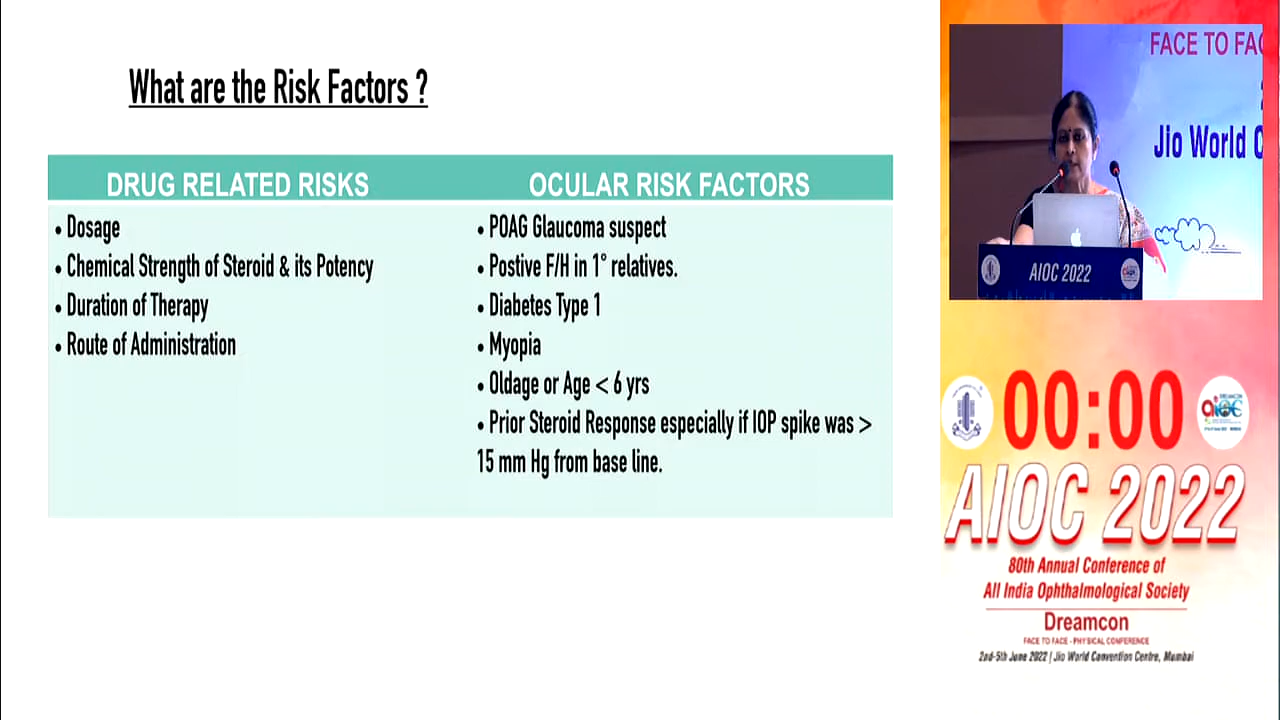 What are the Risk Factors ?
DRUG RELATED RISKS
• Dosage
• Chemical Strength of Steroid & its Potency
• Duration of Therapy
• Route of Administration
OCULAR RISK FACTORS
• POAG Glaucoma suspect
• Postive F/H in 1° relatives.
• Diabetes Type 1
• Myopia
• Oldage or Age < 6 yrs
• Prior Steroid Response especially if IOP spike was >
15 mm Hg from base line.
FACE TO FAC
Jio World C
AIOC 2022
00:00
AIOC 2022
80th Annual Conference of
All India Ophthalmological Society
Dreamcon
FACE TO FACE - PHYSICAL CONFERENCE
2nd-5th June 2022 | Jio World Convention Centre, Mumbai